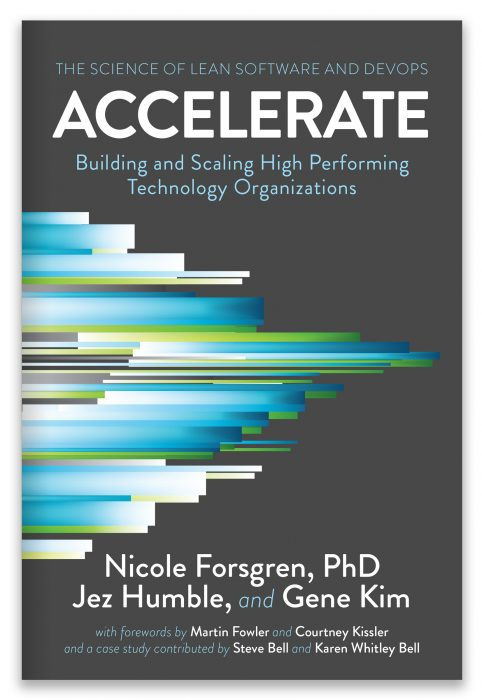 THE SCIENCE OF LEAN SOFTWARE AND DEVOPS
ACCELERATE
Building and Scaling High Performing
Technology Organizations
Nicole Forsgren, PhD
Jez Humble, and Gene Kim
with forewords by Martin Fowler and Courtney Kissler
and a case study contributed by Steve Bell and Karen Whitley Bell